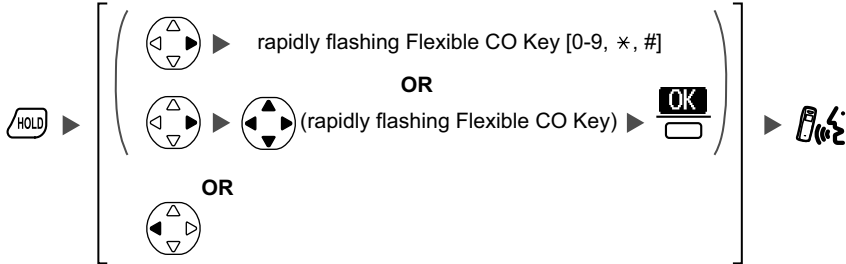 rapidly flashing Flexible CO Key [0-9, ✳, #]
OR
OK
HOLD
(rapidly flashing Flexible CO Key)
OR